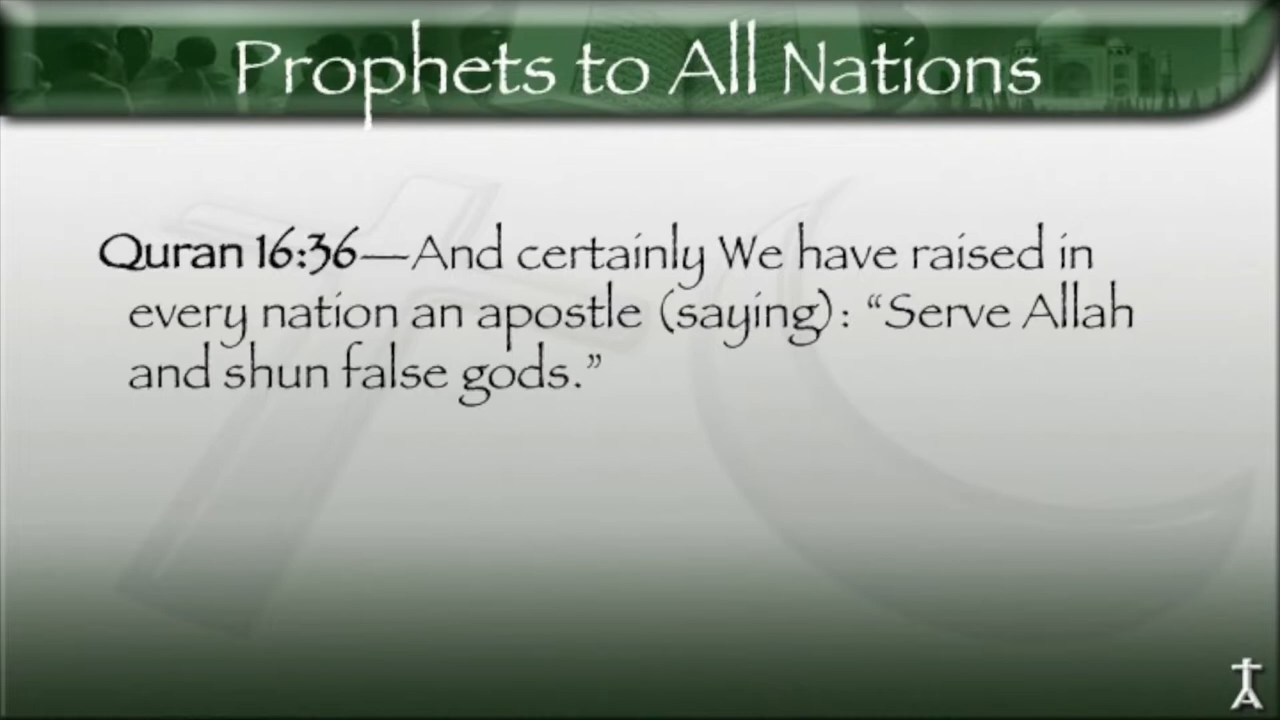 Prophets to All Nations
Quran 16:36—And certainly We have raised in
every nation an apostle (saying): “Serve Allah
and shun false gods.”